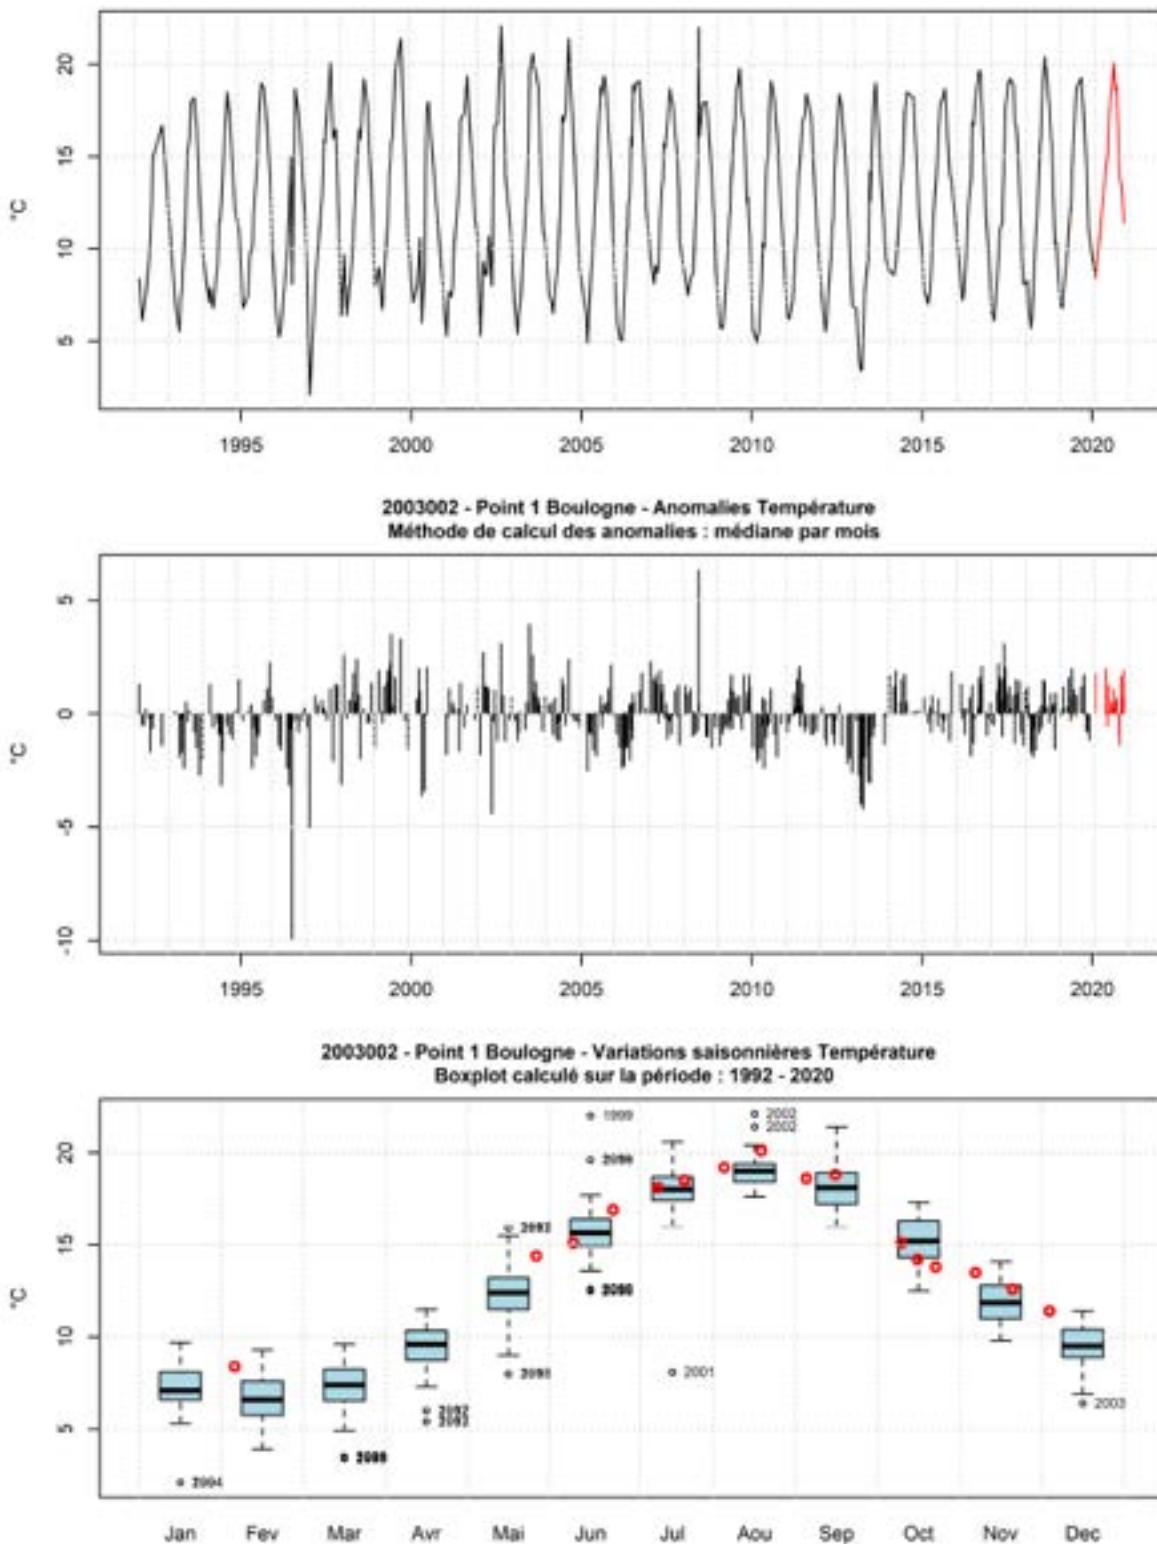 20
15
°C
10
5
1995 2000 2005 2010 2015 2020
2003002 - Point 1 Boulogne - Anomalies Température
Méthode de calcul des anomalies : médiane par mois
5
0
°C
-5
-10
1995 2000 2005 2010 2015 2020
2003002 - Point 1 Boulogne - Variations saisonnières Température
Boxplot calculé sur la période : 1992 - 2020
1999
2002
2002
20
15
°C
2001
10
5
2003
Jan Fev Mar Avr Mai Jun Jul Aou Sep Oct Nov Dec